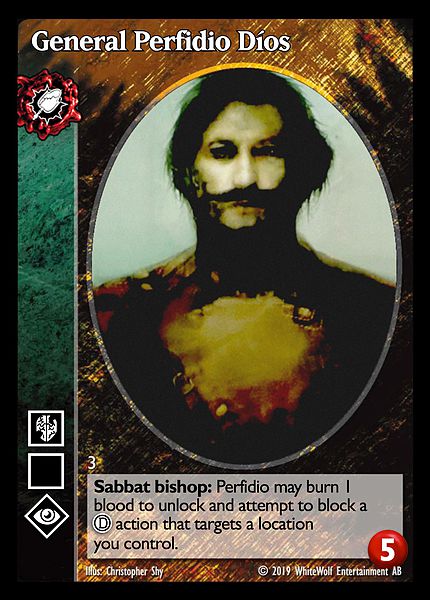 General Perfidio Díos
3
Sabbat bishop: Perfidio may burn 1
blood to unlock and attempt to block a
Ⓓ action that targets a location
you control.
5
Illus: Christopher Shy
© 2019 WhiteWolf Entertainment AB